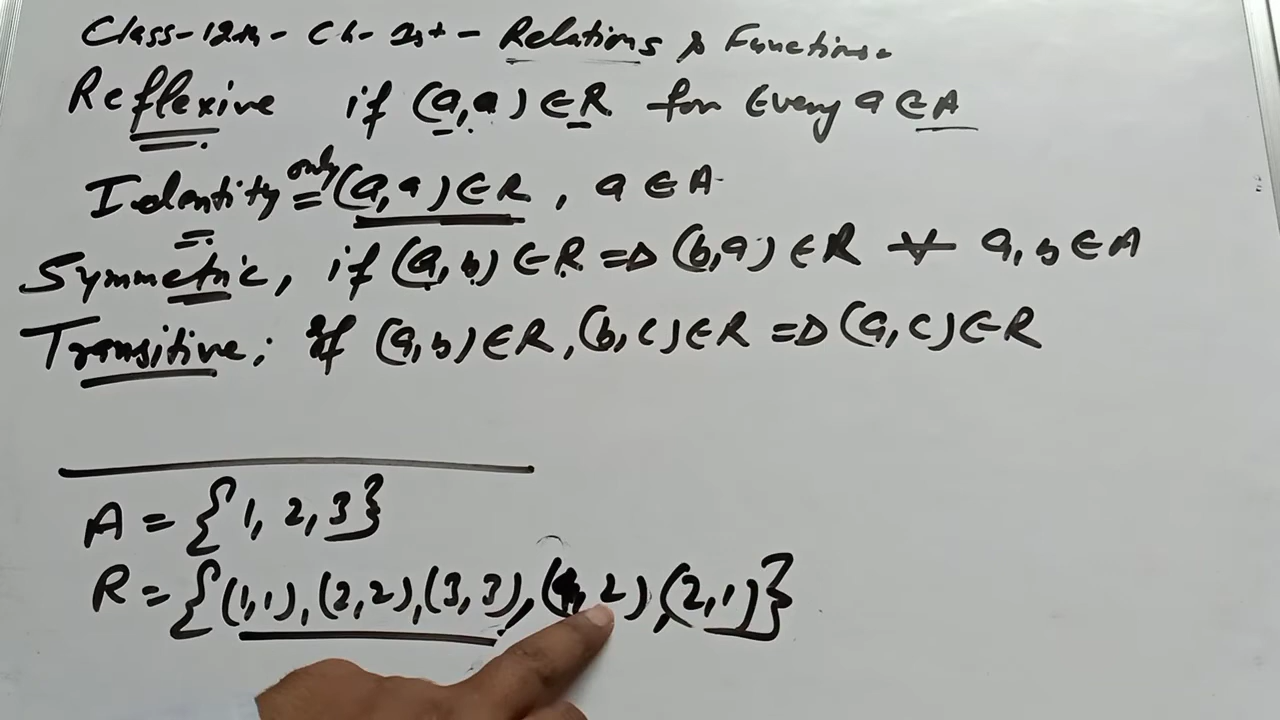 Class-12th - Ch-1st - Relations & Functions.
Reflexive if (a,a) ∈ R for Every a ∈ A
Identity = only (a,a) ∈ R, a ∈ A
Symmetric, if (a,b) ∈ R ⇒ (b,a) ∈ R ∀ a,b ∈ A
Transitive; If (a,b) ∈ R, (b,c) ∈ R ⇒ (a,c) ∈ R
A = {1, 2, 3}
R = {(1,1), (2,2), (3,3), (1,2), (2,1)}